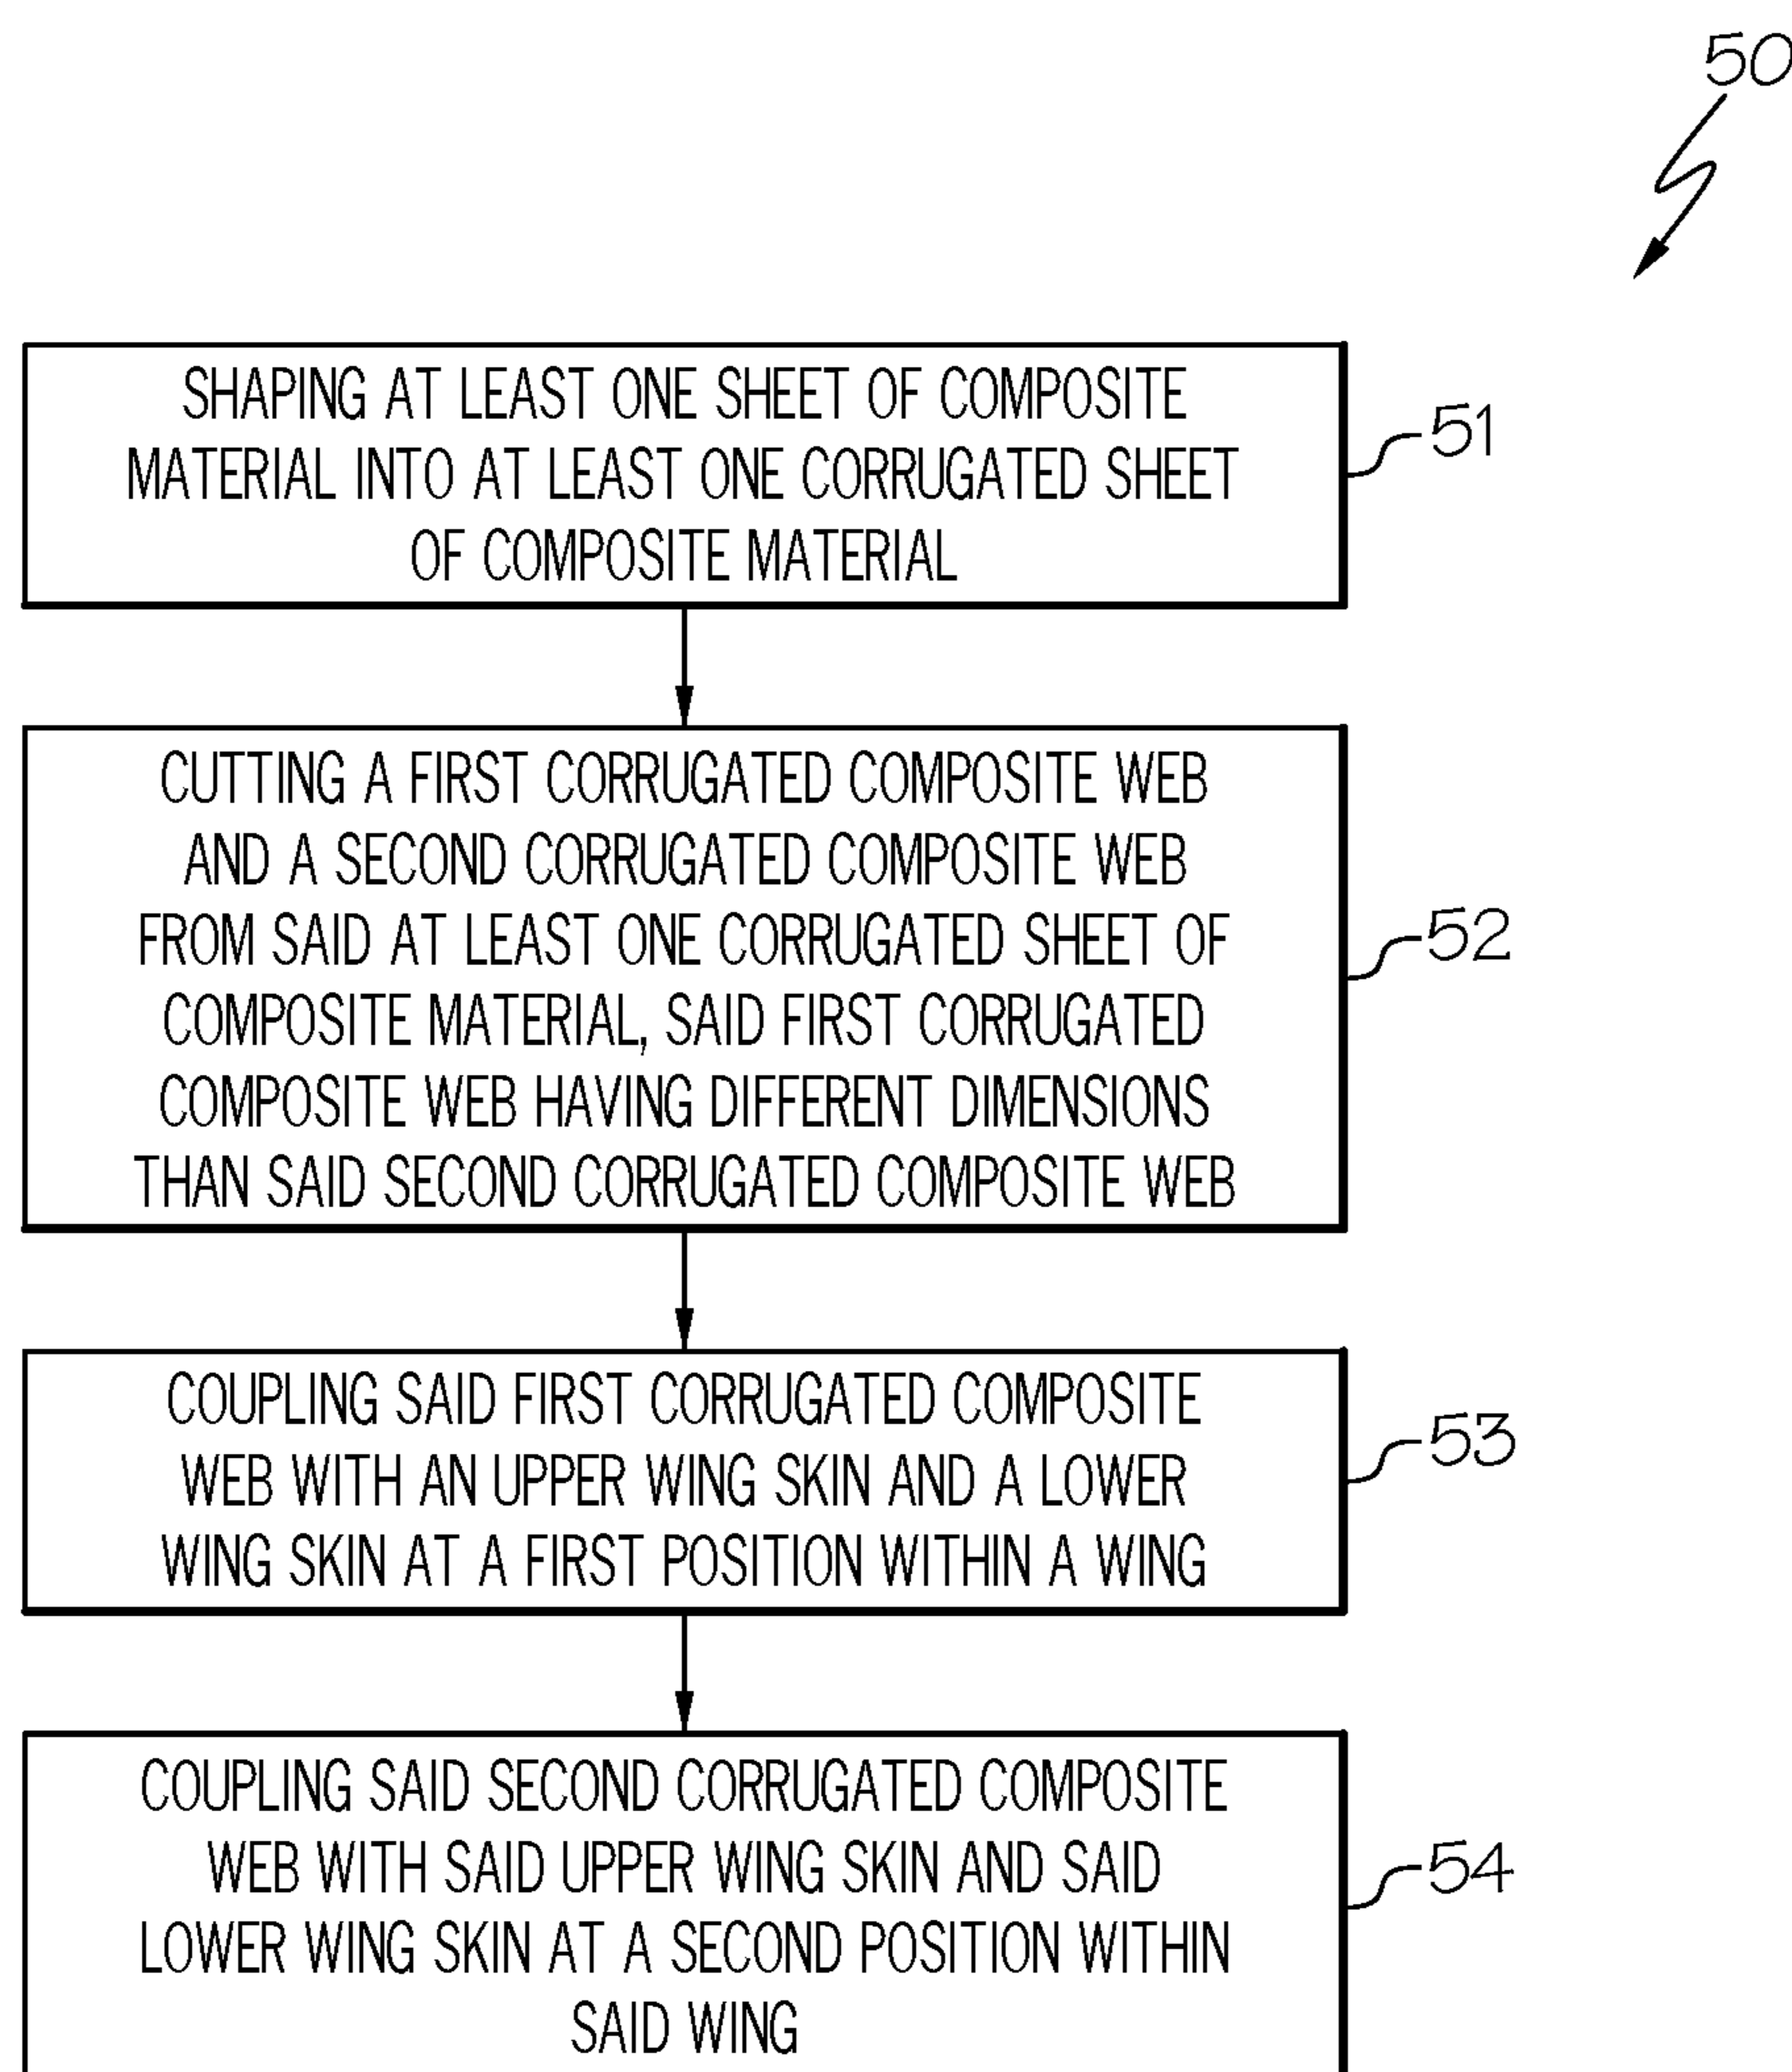 50
SHAPING AT LEAST ONE SHEET OF COMPOSITE
MATERIAL INTO AT LEAST ONE CORRUGATED SHEET
OF COMPOSITE MATERIAL
51
CUTTING A FIRST CORRUGATED COMPOSITE WEB
AND A SECOND CORRUGATED COMPOSITE WEB
FROM SAID AT LEAST ONE CORRUGATED SHEET OF
COMPOSITE MATERIAL, SAID FIRST CORRUGATED
COMPOSITE WEB HAVING DIFFERENT DIMENSIONS
THAN SAID SECOND CORRUGATED COMPOSITE WEB
52
COUPLING SAID FIRST CORRUGATED COMPOSITE
WEB WITH AN UPPER WING SKIN AND A LOWER
WING SKIN AT A FIRST POSITION WITHIN A WING
53
COUPLING SAID SECOND CORRUGATED COMPOSITE
WEB WITH SAID UPPER WING SKIN AND SAID
LOWER WING SKIN AT A SECOND POSITION WITHIN
SAID WING
54